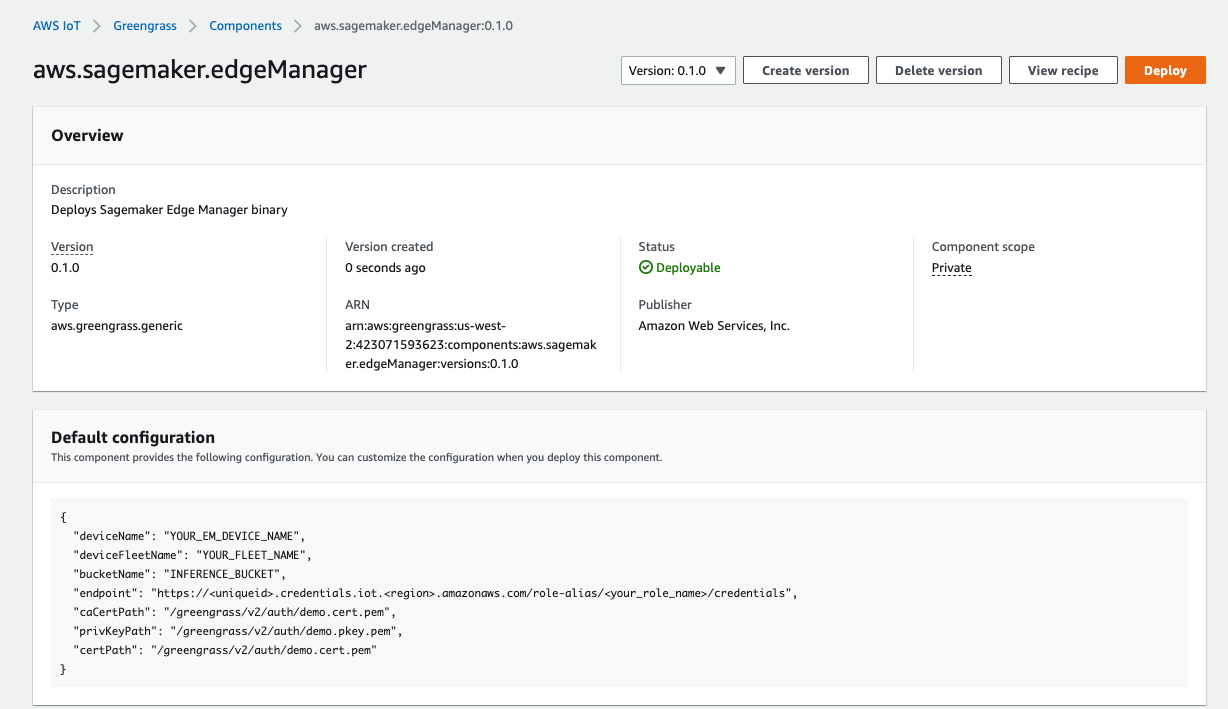 AWS IoT > Greengrass > Components > aws.sagemaker.edgeManager:0.1.0
aws.sagemaker.edgeManager
Version: 0.1.0 ▼ Create version Delete version View recipe Deploy
Overview
Description
Deploys Sagemaker Edge Manager binary
Version
0.1.0
Type
aws.greengrass.generic
Version created
0 seconds ago
ARN
arn:aws:greengrass:us-west-
2:423071593623:components:aws.sagemak
er.edgeManager:versions:0.1.0
Status
Deployable
Publisher
Amazon Web Services, Inc.
Component scope
Private
Default configuration
This component provides the following configuration. You can customize the configuration when you deploy this component.
{
  "deviceName": "YOUR_EM_DEVICE_NAME",
  "deviceFleetName": "YOUR_FLEET_NAME",
  "bucketName": "INFERENCE_BUCKET",
  "endpoint": "https://<uniqueid>.credentials.iot.<region>.amazonaws.com/role-alias/<your_role_name>/credentials",
  "caCertPath": "/greengrass/v2/auth/demo.cert.pem",
  "privKeyPath": "/greengrass/v2/auth/demo.pkey.pem",
  "certPath": "/greengrass/v2/auth/demo.cert.pem"
}